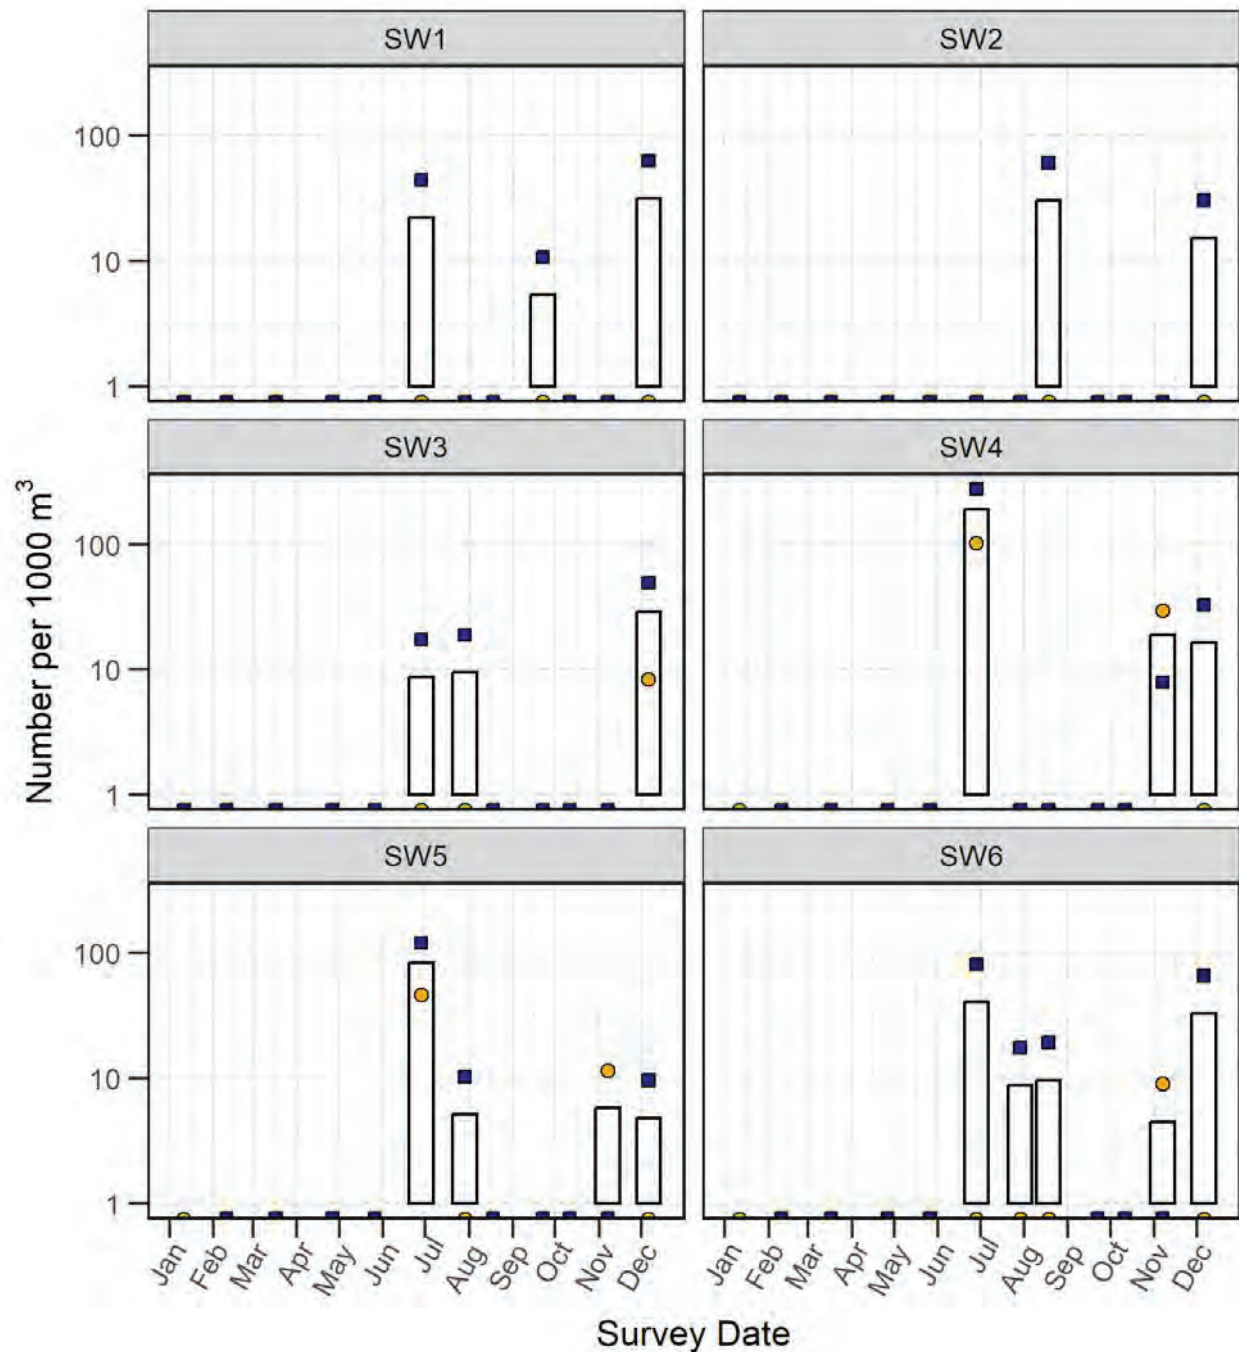 SW1
SW2
100
10
1
SW3
SW4
100
10
1
SW5
SW6
100
10
1
Number per 1000 m³
Jan Feb Mar Apr May Jun Jul Aug Sep Oct Nov Dec
Jan Feb Mar Apr May Jun Jul Aug Sep Oct Nov Dec
Survey Date